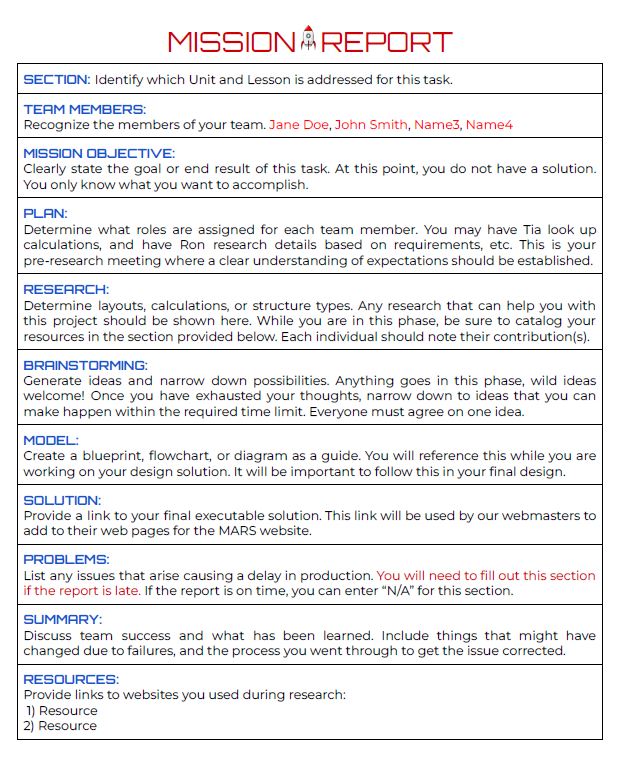 MISSION REPORT
SECTION: Identify which Unit and Lesson is addressed for this task.
TEAM MEMBERS:
Recognize the members of your team. Jane Doe, John Smith, Name3, Name4
MISSION OBJECTIVE:
Clearly state the goal or end result of this task. At this point, you do not have a solution.
You only know what you want to accomplish.
PLAN:
Determine what roles are assigned for each team member. You may have Tia look up
calculations, and have Ron research details based on requirements, etc. This is your
pre-research meeting where a clear understanding of expectations should be established.
RESEARCH:
Determine layouts, calculations, or structure types. Any research that can help you with
this project should be shown here. While you are in this phase, be sure to catalog your
resources in the section provided below. Each individual should note their contribution(s).
BRAINSTORMING:
Generate ideas and narrow down possibilities. Anything goes in this phase, wild ideas
welcome! Once you have exhausted your thoughts, narrow down to ideas that you can
make happen within the required time limit. Everyone must agree on one idea.
MODEL:
Create a blueprint, flowchart, or diagram as a guide. You will reference this while you are
working on your design solution. It will be important to follow this in your final design.
SOLUTION:
Provide a link to your final executable solution. This link will be used by our webmasters to
add to their web pages for the MARS website.
PROBLEMS:
List any issues that arise causing a delay in production. You will need to fill out this section
if the report is late. If the report is on time, you can enter “N/A” for this section.
SUMMARY:
Discuss team success and what has been learned. Include things that might have
changed due to failures, and the process you went through to get the issue corrected.
RESOURCES:
Provide links to websites you used during research:
1) Resource
2) Resource